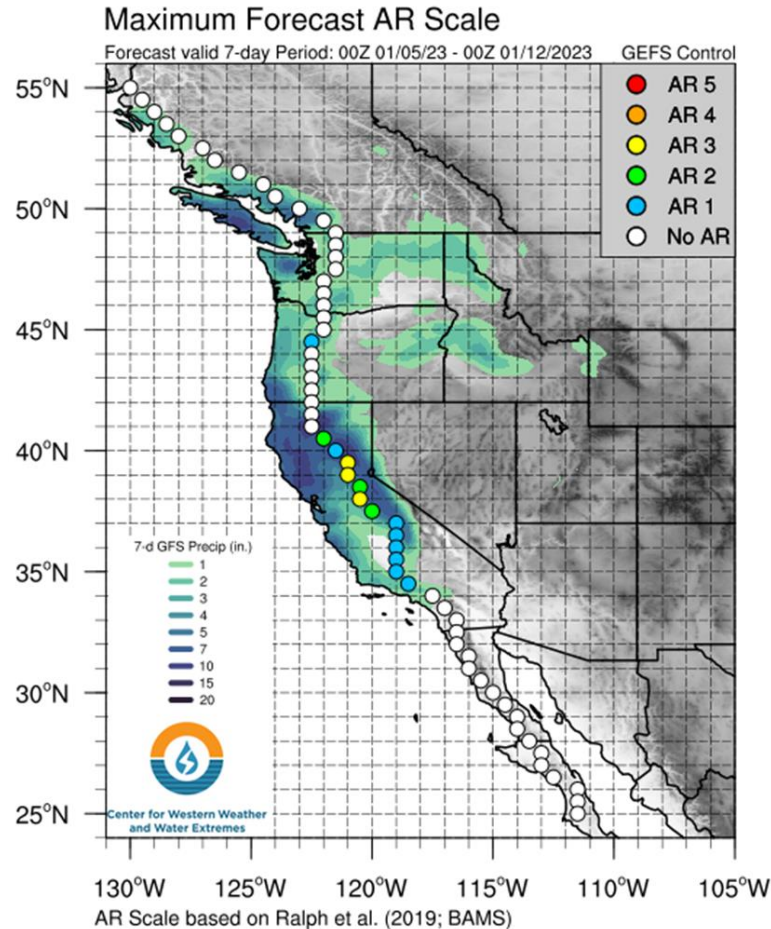 Maximum Forecast AR Scale
Forecast valid 7-day Period: 00Z 01/05/23 - 00Z 01/12/2023 GEFS Control
55°N
50°N
45°N
40°N
35°N
30°N
25°N
AR 5
AR 4
AR 3
AR 2
AR 1
No AR
7-d GFS Precip (in.)
1
2
3
4
5
7
10
15
20
Center for Western Weather
and Water Extremes
130°W 125°W 120°W 115°W 110°W 105°W
AR Scale based on Ralph et al. (2019; BAMS)